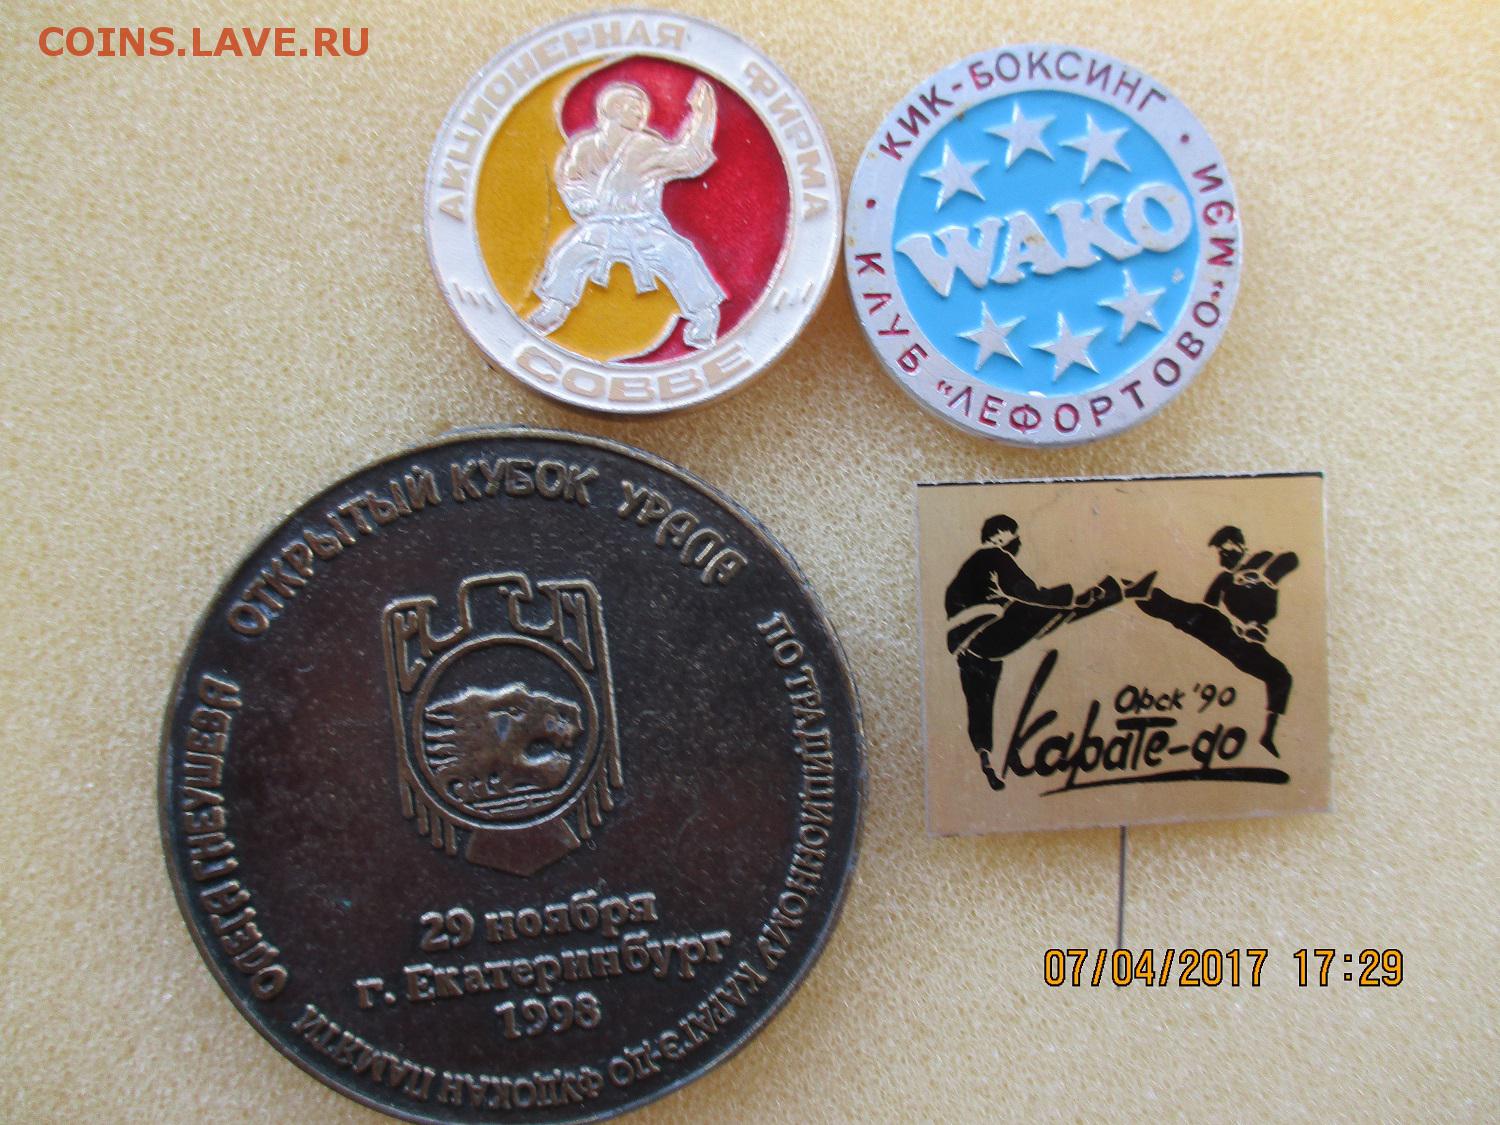 COINS.LAVE.RU
АКЦИОНЕРНАЯ ФИРМА
СОВВЕ
КИК-БОКСИНГ
КЛУБ "ЛЕФОРТОВО" МЭИ
WAKO
ОТКРЫТЫЙ КУБОК УРАЛА
ПО ТРАДИЦИОННОМУ КАРАТЭ-ДО ФУДОКАН ПАМЯТИ
ОЛЕГА ГНЕУШЕВА
29 ноября
г. Екатеринбург
1998
Орск '90
Карате-до
07/04/2017 17:29